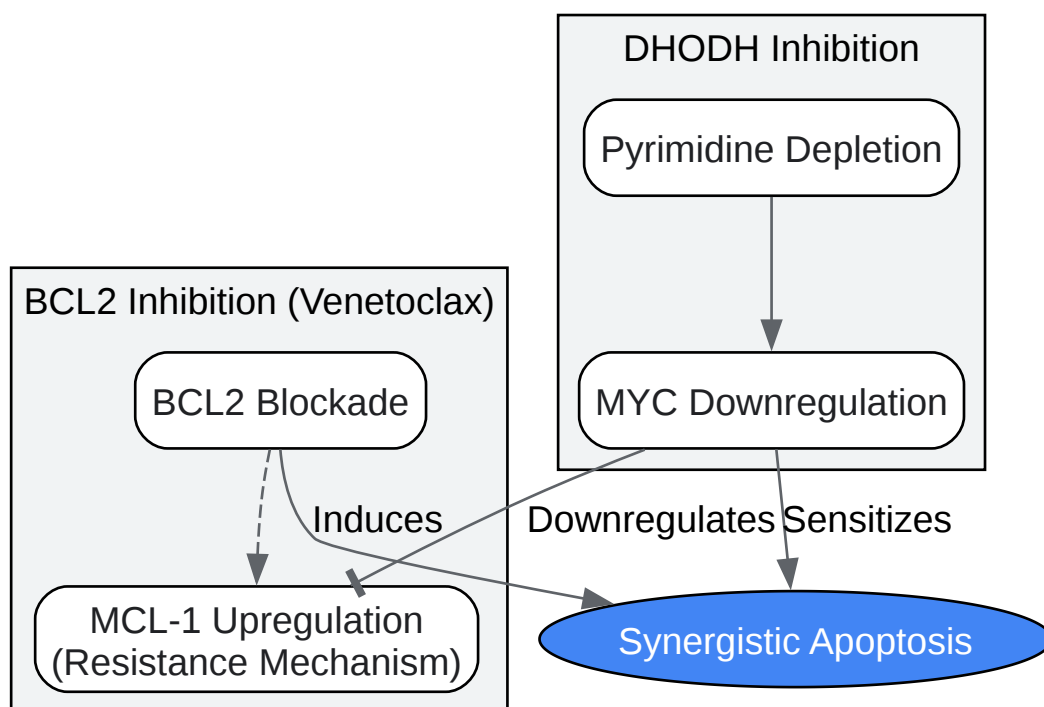 DHODH Inhibition
Pyrimidine Depletion
BCL2 Inhibition (Venetoclax)
BCL2 Blockade
MYC Downregulation
Induces
Downregulates
Sensitizes
MCL-1 Upregulation
(Resistance Mechanism)
Synergistic Apoptosis